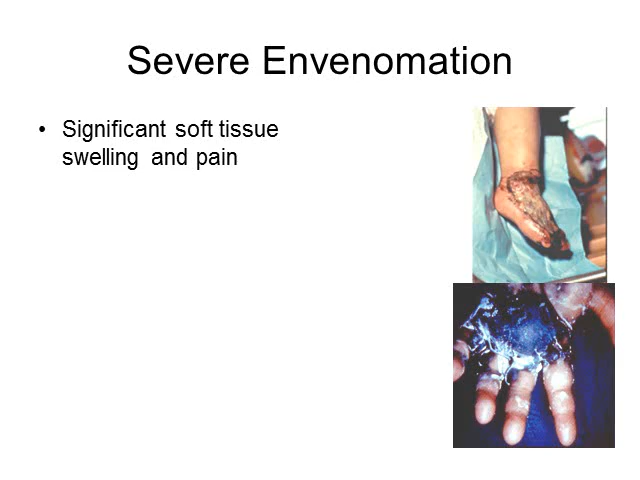 Severe Envenomation
• Significant soft tissue
swelling and pain